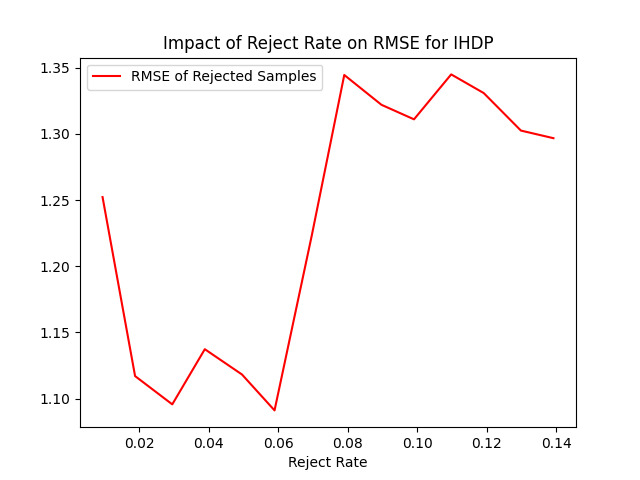 Impact of Reject Rate on RMSE for IHDP
RMSE of Rejected Samples
1.35
1.30
1.25
1.20
1.15
1.10
0.02 0.04 0.06 0.08 0.10 0.12 0.14
Reject Rate